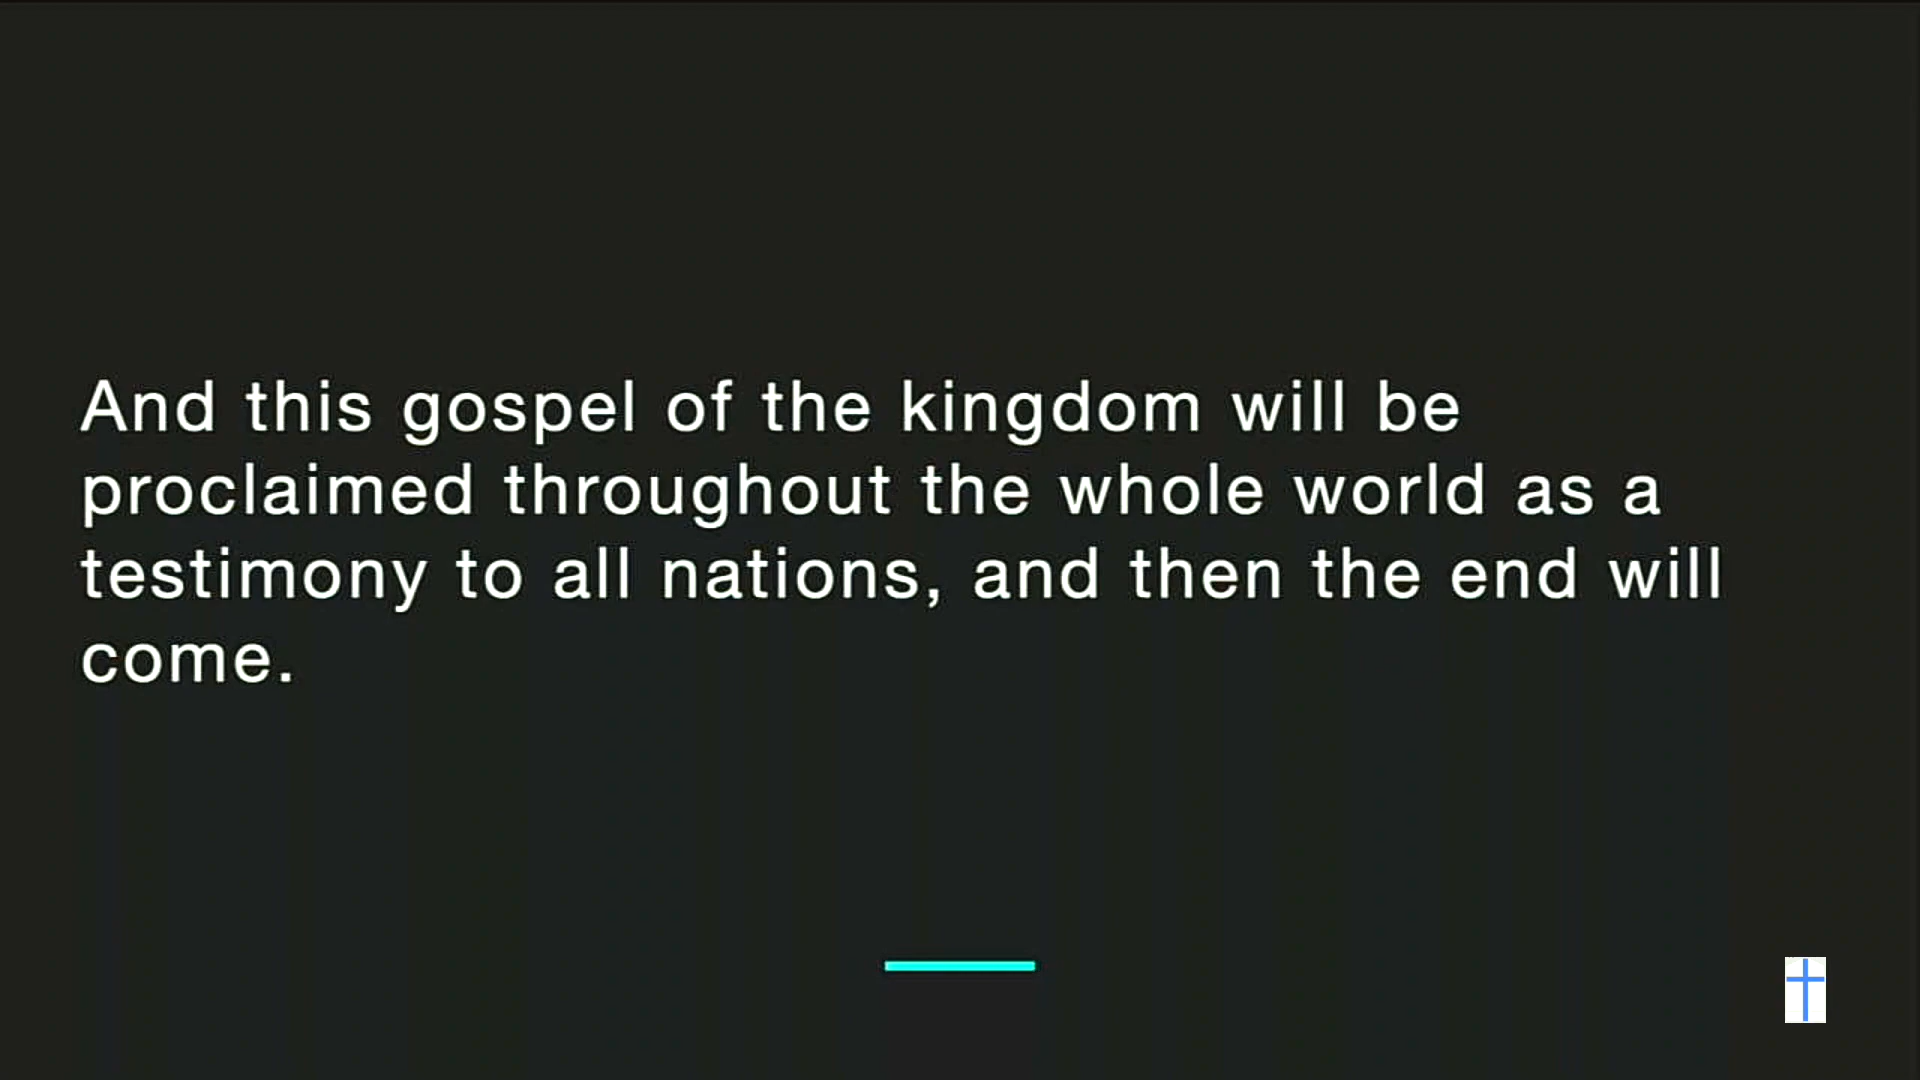 And this gospel of the kingdom will be
proclaimed throughout the whole world as a
testimony to all nations, and then the end will
come.